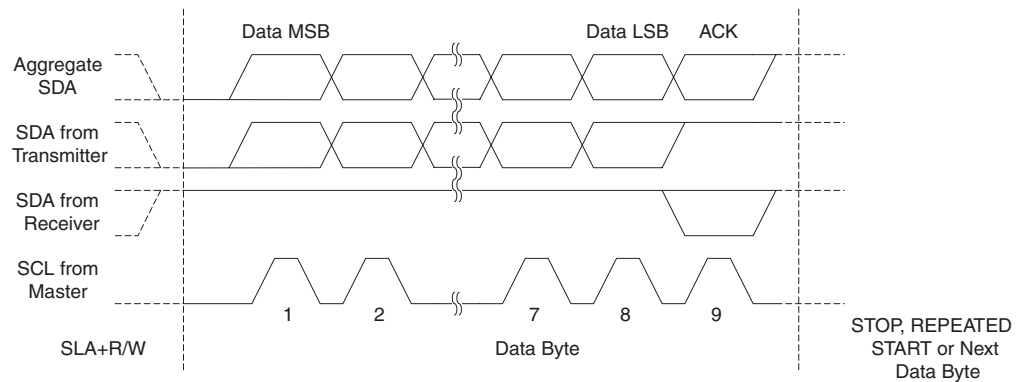 Data MSB
Data LSB
ACK
Aggregate
SDA
SDA from
Transmitter
SDA from
Receiver
SCL from
Master
1
2
7
8
9
SLA+R/W
Data Byte
STOP, REPEATED
START or Next
Data Byte